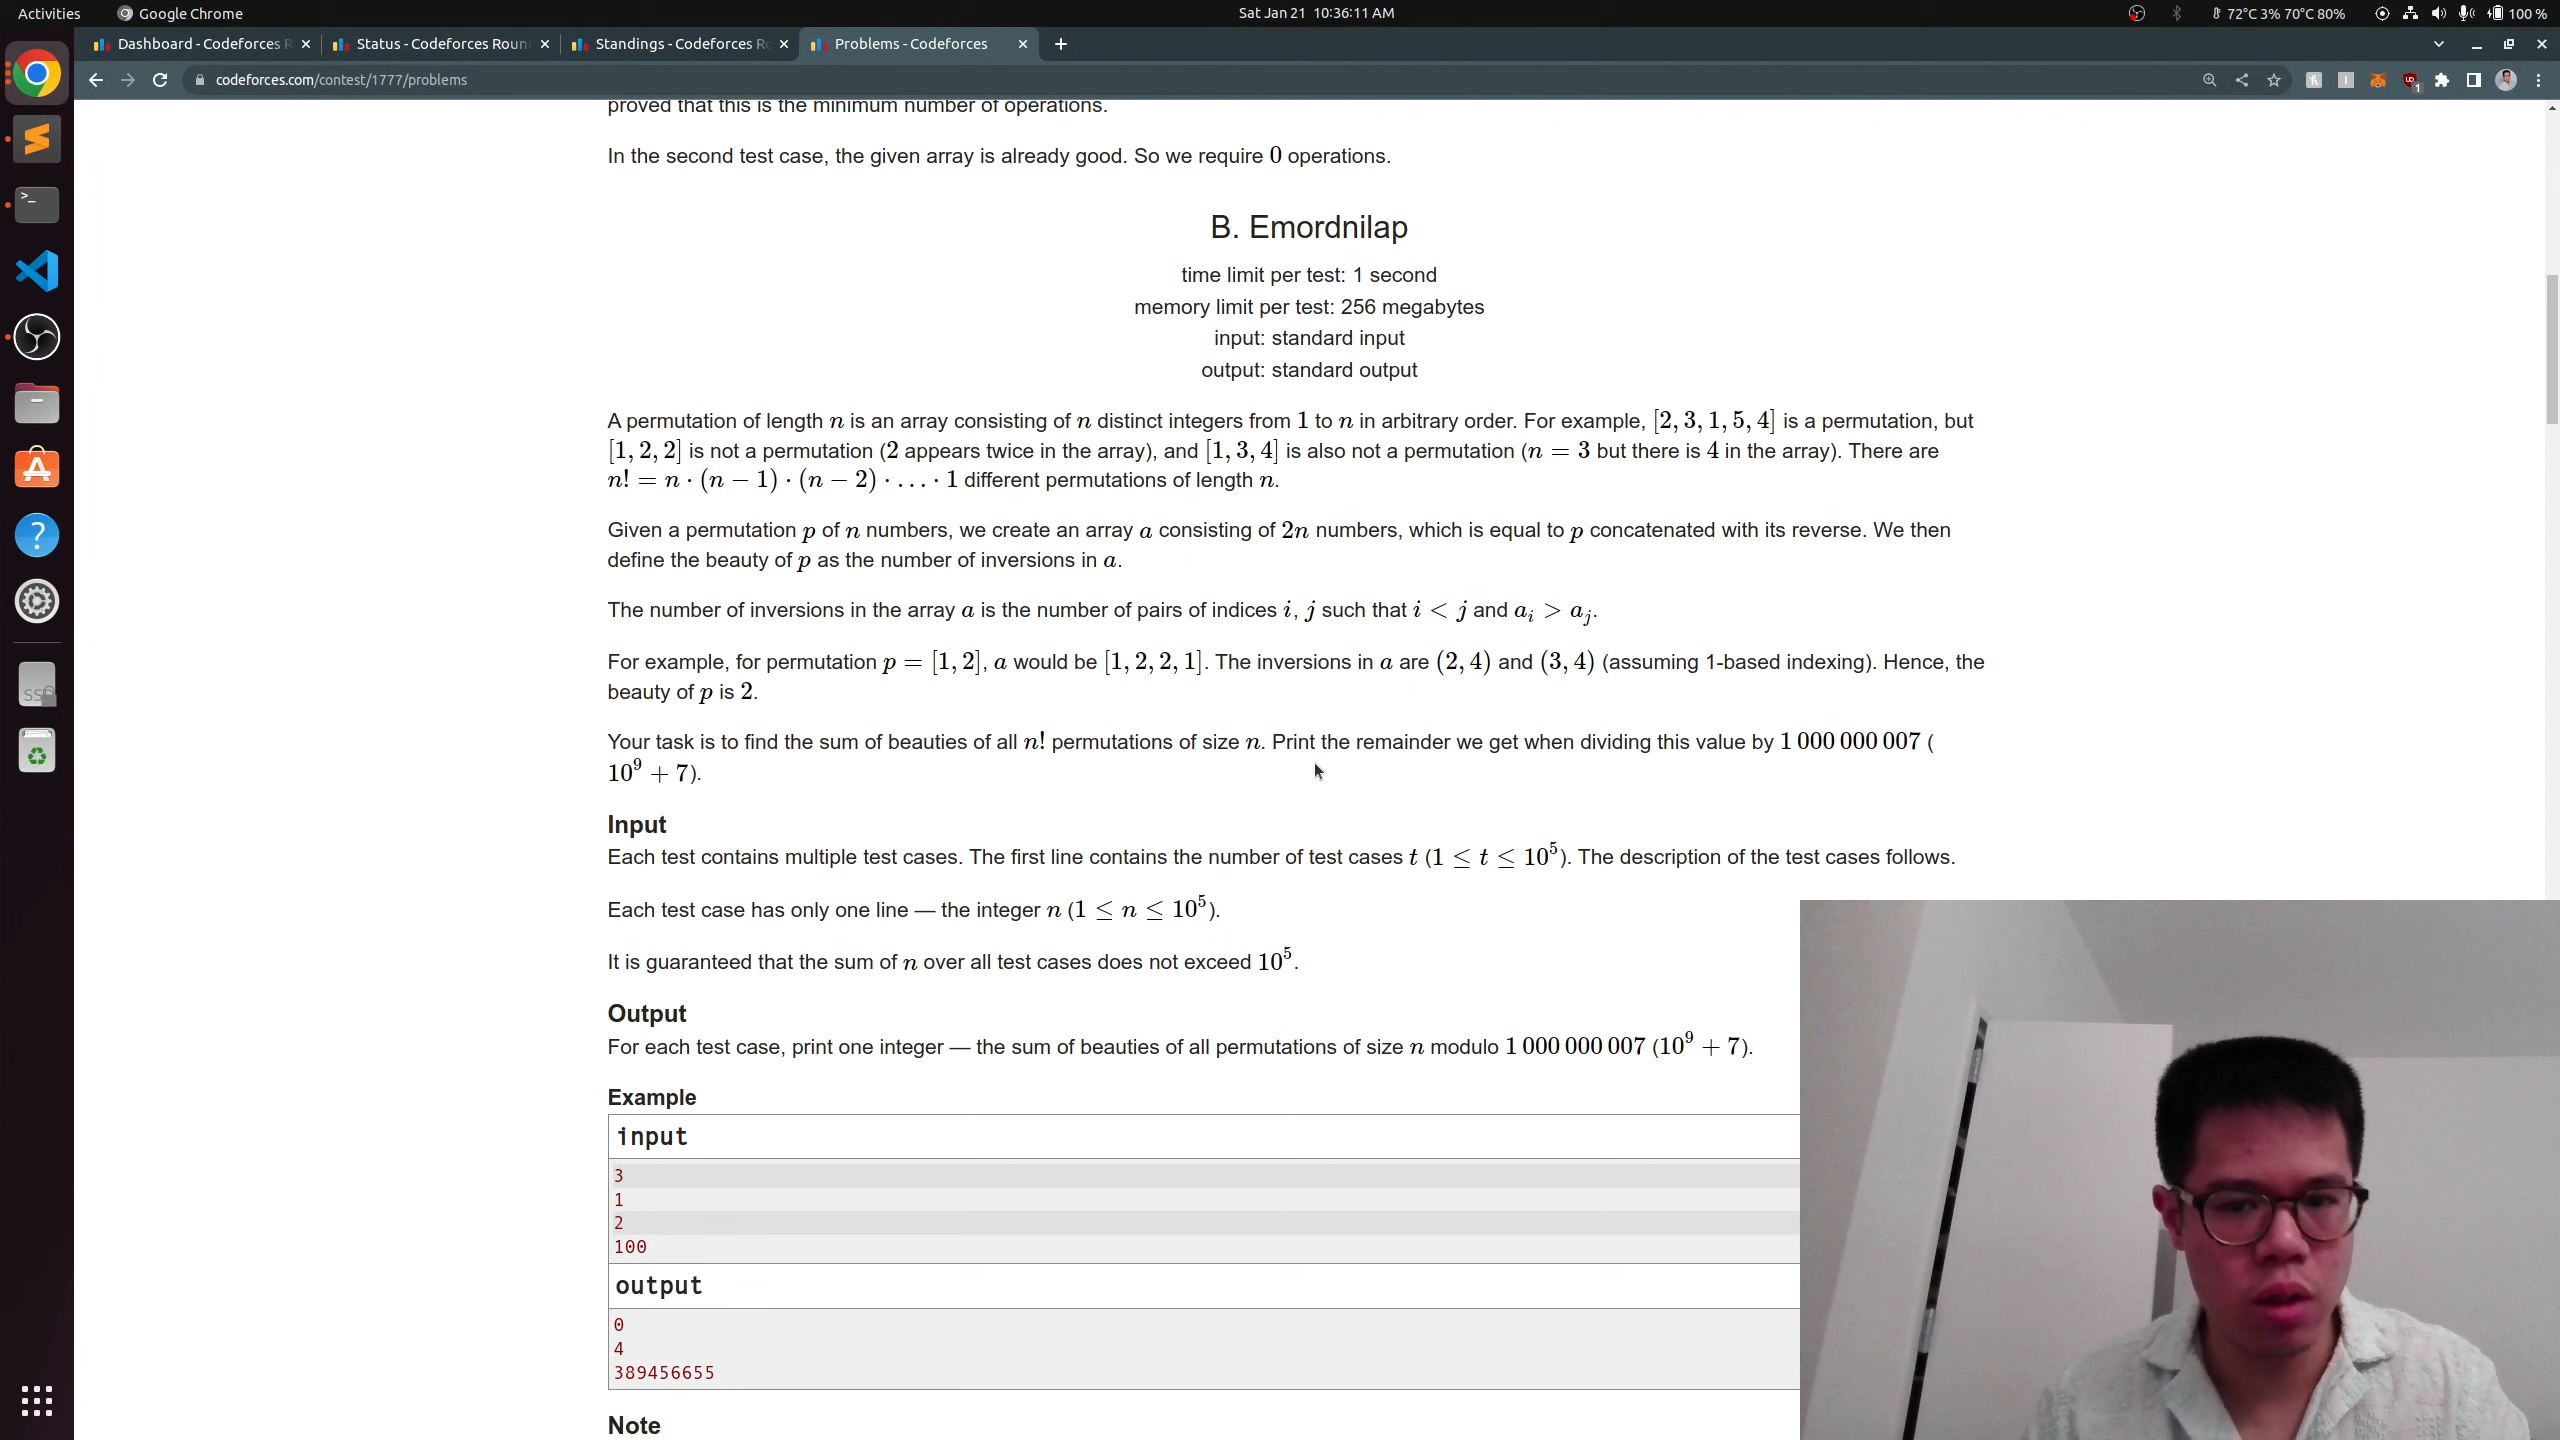 Activities
Google Chrome
Sat Jan 21 10:36:11 AM
72°C 3% 70°C 80%
100 %
Dashboard - Codeforces R
Status - Codeforces Roun
Standings - Codeforces Ro
Problems - Codeforces
codeforces.com/contest/1777/problems
1
proved that this is the minimum number of operations.
In the second test case, the given array is already good. So we require 0 operations.
B. Emordnilap
time limit per test: 1 second
memory limit per test: 256 megabytes
input: standard input
output: standard output
A permutation of length n is an array consisting of n distinct integers from 1 to n in arbitrary order. For example, [2, 3, 1, 5, 4] is a permutation, but
[1, 2, 2] is not a permutation (2 appears twice in the array), and [1, 3, 4] is also not a permutation (n = 3 but there is 4 in the array). There are
n! = n · (n − 1) · (n − 2) · … · 1 different permutations of length n.
Given a permutation p of n numbers, we create an array a consisting of 2n numbers, which is equal to p concatenated with its reverse. We then
define the beauty of p as the number of inversions in a.
The number of inversions in the array a is the number of pairs of indices i, j such that i < j and a_i > a_j.
For example, for permutation p = [1, 2], a would be [1, 2, 2, 1]. The inversions in a are (2, 4) and (3, 4) (assuming 1-based indexing). Hence, the
beauty of p is 2.
Your task is to find the sum of beauties of all n! permutations of size n. Print the remainder we get when dividing this value by 1 000 000 007 (
10^9 + 7).
Input
Each test contains multiple test cases. The first line contains the number of test cases t (1 ≤ t ≤ 10^5). The description of the test cases follows.
Each test case has only one line — the integer n (1 ≤ n ≤ 10^5).
It is guaranteed that the sum of n over all test cases does not exceed 10^5.
Output
For each test case, print one integer — the sum of beauties of all permutations of size n modulo 1 000 000 007 (10^9 + 7).
Example
input
3
1
2
100
output
0
4
389456655
Note